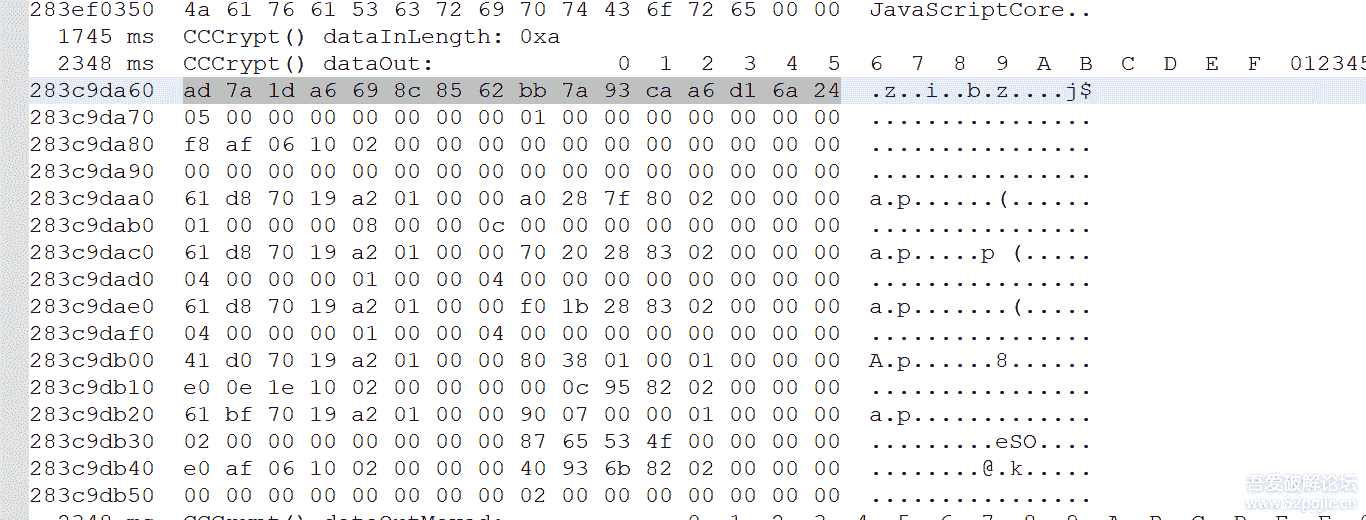 283ef0350 4a 61 76 61 53 63 72 69 70 74 43 6f 72 65 00 00 JavaScriptCore..
1745 ms CCCrypt() dataInLength: 0xa
2348 ms CCCrypt() dataOut: 0 1 2 3 4 5 6 7 8 9 A B C D E F 012345
283c9da60 ad 7a 1d a6 69 8c 85 62 bb 7a 93 ca a6 d1 6a 24 .z..i..b.z....j$
283c9da70 05 00 00 00 00 00 00 00 01 00 00 00 00 00 00 00 ................
283c9da80 f8 af 06 10 02 00 00 00 00 00 00 00 00 00 00 00 ................
283c9da90 00 00 00 00 00 00 00 00 00 00 00 00 00 00 00 00 ................
283c9daa0 61 d8 70 19 a2 01 00 00 a0 28 7f 80 02 00 00 00 a.p......(......
283c9dab0 01 00 00 00 08 00 00 0c 00 00 00 00 00 00 00 00 ................
283c9dac0 61 d8 70 19 a2 01 00 00 70 20 28 83 02 00 00 00 a.p.....p (.....
283c9dad0 04 00 00 00 01 00 00 04 00 00 00 00 00 00 00 00 ................
283c9dae0 61 d8 70 19 a2 01 00 00 f0 1b 28 83 02 00 00 00 a.p.......(.....
283c9daf0 04 00 00 00 01 00 00 04 00 00 00 00 00 00 00 00 ................
283c9db00 41 d0 70 19 a2 01 00 00 80 38 01 00 01 00 00 00 A.p......8......
283c9db10 e0 0e 1e 10 02 00 00 00 00 0c 95 82 02 00 00 00 ................
283c9db20 61 bf 70 19 a2 01 00 00 90 07 00 00 01 00 00 00 a.p.............
283c9db30 02 00 00 00 00 00 00 00 87 65 53 4f 00 00 00 00 .........eSO....
283c9db40 e0 af 06 10 02 00 00 00 40 93 6b 82 02 00 00 00 ........@.k.....
283c9db50 00 00 00 00 00 00 00 00 02 00 00 00 00 00 00 00 ................
吾爱破解论坛
www.52pojie.cn